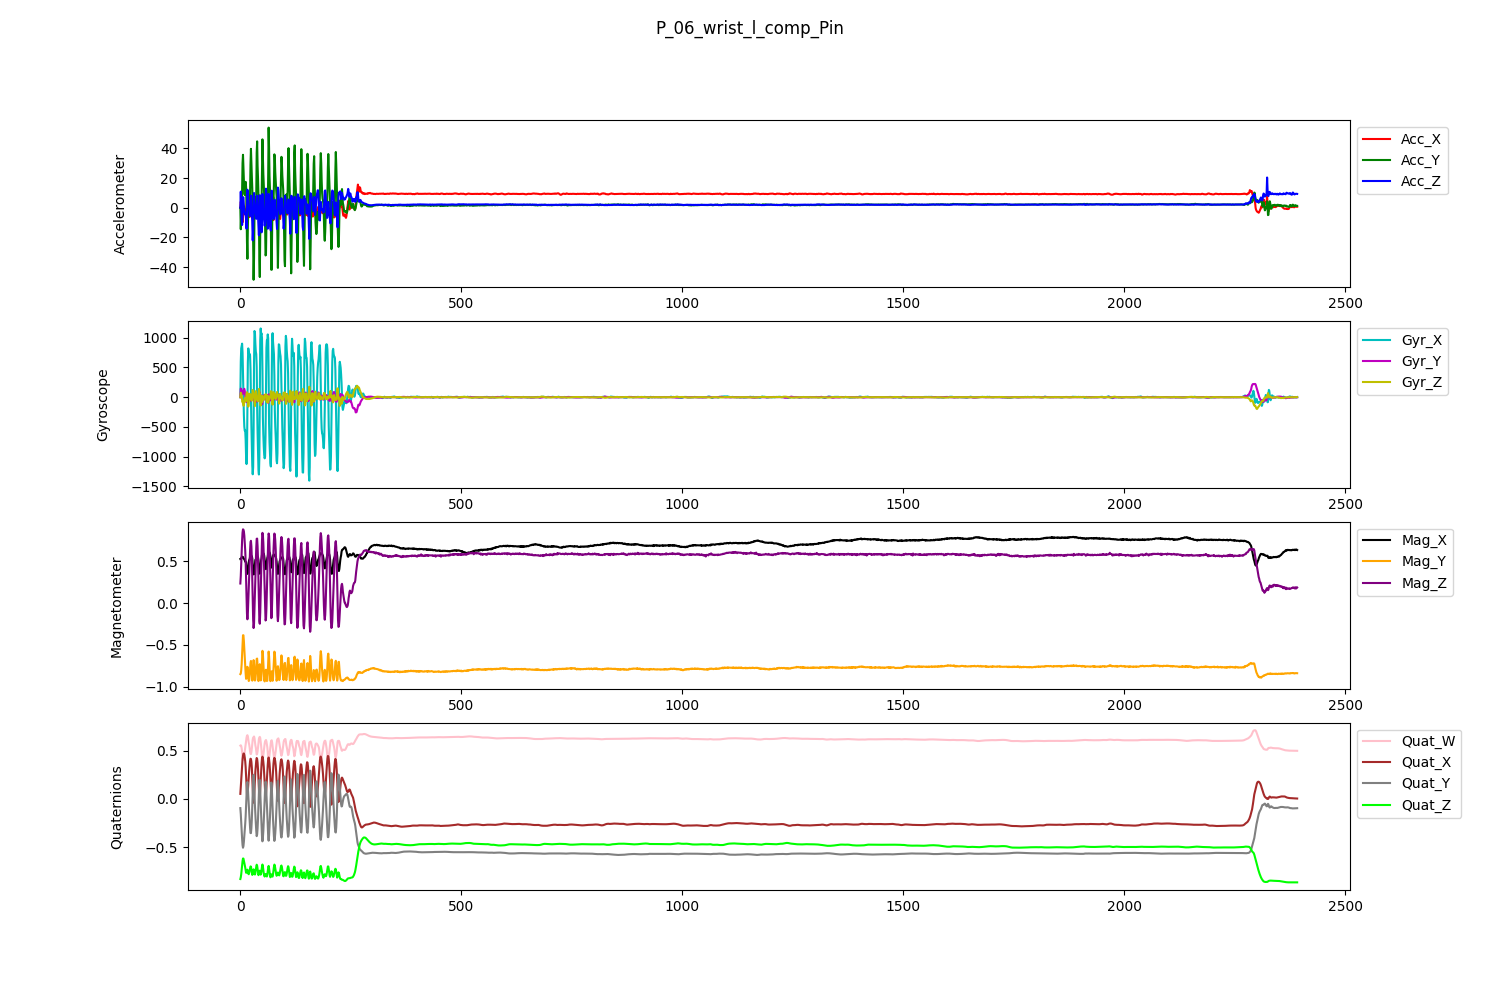 P_06_wrist_l_comp_Pin
Accelerometer
40
20
0
−20
−40
0 500 1000 1500 2000 2500
Acc_X
Acc_Y
Acc_Z
Gyroscope
1000
500
0
−500
−1000
−1500
0 500 1000 1500 2000 2500
Gyr_X
Gyr_Y
Gyr_Z
Magnetometer
0.5
0.0
−0.5
−1.0
0 500 1000 1500 2000 2500
Mag_X
Mag_Y
Mag_Z
Quaternions
0.5
0.0
−0.5
0 500 1000 1500 2000 2500
Quat_W
Quat_X
Quat_Y
Quat_Z